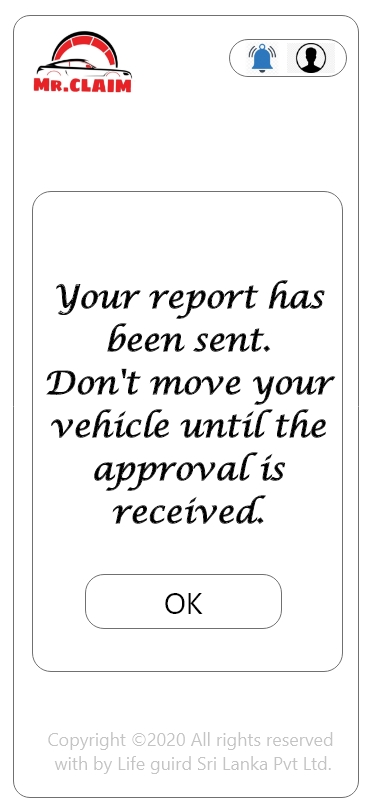 MR.CLAIM
Your report has
been sent.
Don't move your
vehicle until the
approval is
received.
OK
Copyright ©2020 All rights reserved
with by Life guird Sri Lanka Pvt Ltd.